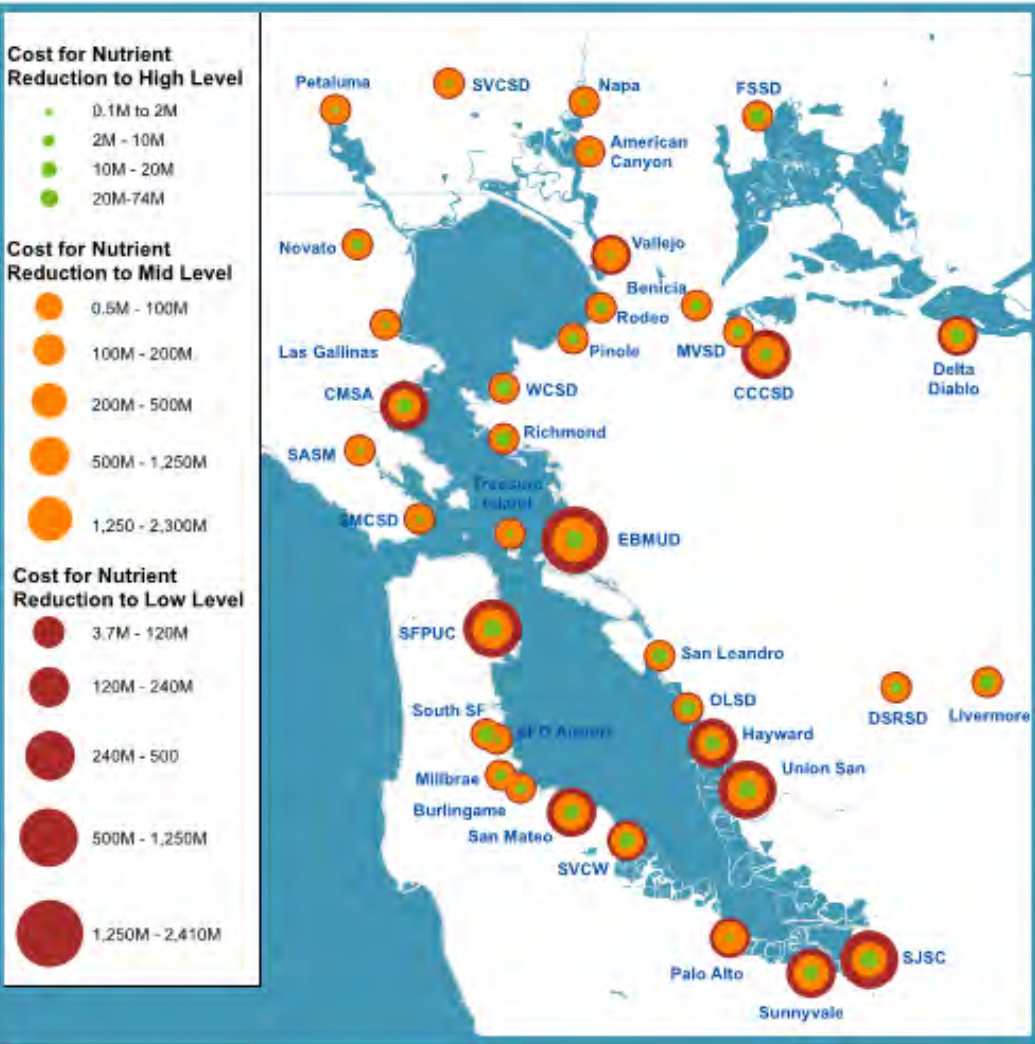 Cost for Nutrient
Reduction to High Level
0.1M to 2M
2M - 10M
10M - 20M
20M-74M
Cost for Nutrient
Reduction to Mid Level
0.5M - 100M
100M - 200M
200M - 500M
500M - 1,250M
1,250 - 2,300M
Cost for Nutrient
Reduction to Low Level
3.7M - 120M
120M - 240M
240M - 500
500M - 1,250M
1,250M - 2,410M
Petaluma
SVCSD
Napa
FSSD
American
Canyon
Novato
Vallejo
Benicia
Rodeo
Las Gallinas
Pinole
MVSD
CCCSD
Delta
Diablo
CMSA
WCSD
Richmond
SASM
Treasure
Island
SMCSD
EBMUD
SFPUC
San Leandro
DSRSD
Livermore
OLSD
South SF
SFO Airport
Hayward
Union San
Millbrae
Burlingame
San Mateo
SVCW
Palo Alto
SJSC
Sunnyvale